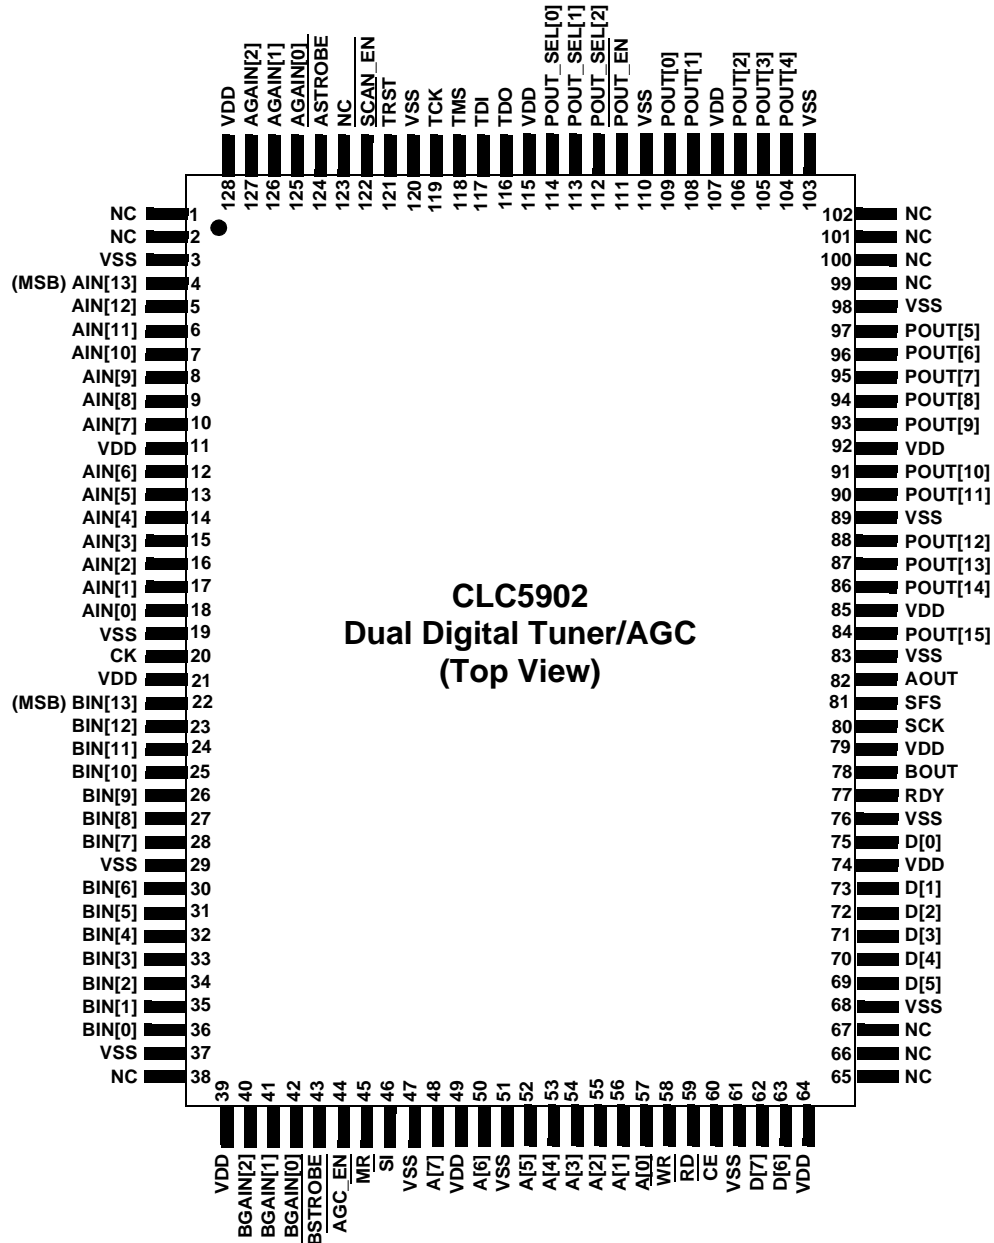 VDD
AGAIN[2]
AGAIN[1]
AGAIN[0]
ASTROBE
NC
SCAN_EN
TRST
VSS
TCK
TMS
TDI
TDO
VDD
POUT_SEL[0]
POUT_SEL[1]
POUT_SEL[2]
POUT_EN
VSS
POUT[0]
POUT[1]
VDD
POUT[2]
POUT[3]
POUT[4]
VSS
128
127
126
125
124
123
122
121
120
119
118
117
116
115
114
113
112
111
110
109
108
107
106
105
104
103
NC 1
NC 2
VSS 3
(MSB) AIN[13] 4
AIN[12] 5
AIN[11] 6
AIN[10] 7
AIN[9] 8
AIN[8] 9
AIN[7] 10
VDD 11
AIN[6] 12
AIN[5] 13
AIN[4] 14
AIN[3] 15
AIN[2] 16
AIN[1] 17
AIN[0] 18
VSS 19
CK 20
VDD 21
(MSB) BIN[13] 22
BIN[12] 23
BIN[11] 24
BIN[10] 25
BIN[9] 26
BIN[8] 27
BIN[7] 28
VSS 29
BIN[6] 30
BIN[5] 31
BIN[4] 32
BIN[3] 33
BIN[2] 34
BIN[1] 35
BIN[0] 36
VSS 37
NC 38
CLC5902
Dual Digital Tuner/AGC
(Top View)
102 NC
101 NC
100 NC
99 NC
98 VSS
97 POUT[5]
96 POUT[6]
95 POUT[7]
94 POUT[8]
93 POUT[9]
92 VDD
91 POUT[10]
90 POUT[11]
89 VSS
88 POUT[12]
87 POUT[13]
86 POUT[14]
85 VDD
84 POUT[15]
83 VSS
82 AOUT
81 SFS
80 SCK
79 VDD
78 BOUT
77 RDY
76 VSS
75 D[0]
74 VDD
73 D[1]
72 D[2]
71 D[3]
70 D[4]
69 D[5]
68 VSS
67 NC
66 NC
65 NC
39
40
41
42
43
44
45
46
47
48
49
50
51
52
53
54
55
56
57
58
59
60
61
62
63
64
VDD
BGAIN[2]
BGAIN[1]
BGAIN[0]
BSTROBE
AGC_EN
MR
SI
VSS
A[7]
VDD
A[6]
VSS
A[5]
A[4]
A[3]
A[2]
A[1]
A[0]
WR
RD
CE
VSS
D[7]
D[6]
VDD